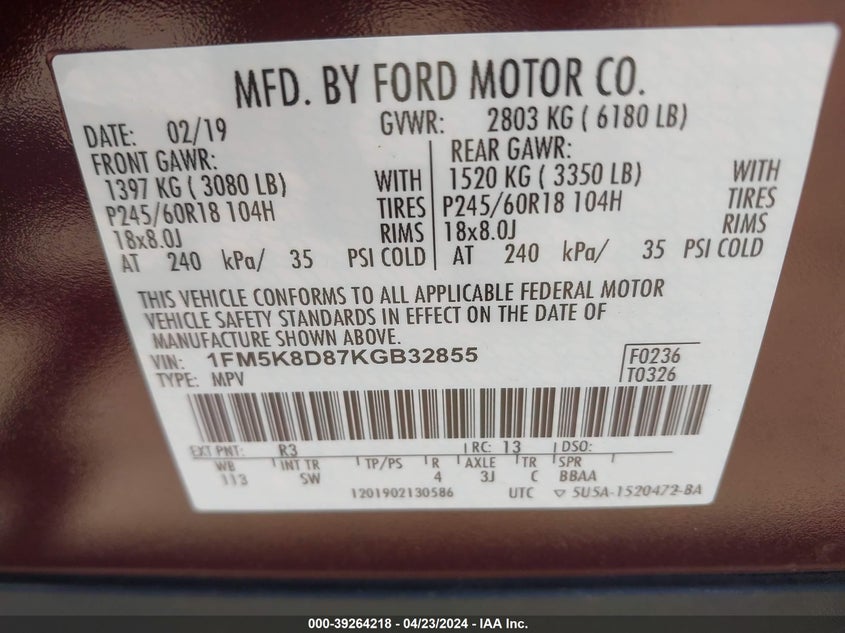 MFD. BY FORD MOTOR CO.
DATE: 02/19 GVWR: 2803 KG ( 6180 LB)
FRONT GAWR: REAR GAWR:
1397 KG ( 3080 LB) WITH 1520 KG ( 3350 LB) WITH
P245/60R18 104H TIRES P245/60R18 104H TIRES
18x8.0J RIMS 18x8.0J RIMS
AT 240 kPa/ 35 PSI COLD AT 240 kPa/ 35 PSI COLD
THIS VEHICLE CONFORMS TO ALL APPLICABLE FEDERAL MOTOR
VEHICLE SAFETY STANDARDS IN EFFECT ON THE DATE OF
MANUFACTURE SHOWN ABOVE.
VIN: 1FM5K8D87KGB32855 F0236
TYPE: MPV T0326
EXT PNT: R3 RC: 13 DSO:
WB INT TR TP/PS R AXLE TR SPR
113 SW 4 3J C BBAA
1201902130586 UTC ▽ 5U5A-1520472-BA
000-39264218 - 04/23/2024 - IAA Inc.